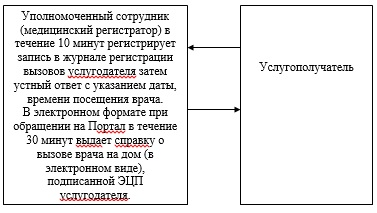 Уполномоченный сотрудник
(медицинский регистратор) в
течение 10 минут регистрирует
запись в журнале регистрации
вызовов услугодателя затем
устный ответ с указанием даты,
времени посещения врача.
В электронном формате при
обращении на Портал в течение
30 минут выдает справку о
вызове врача на дом (в
электронном виде),
подписанной ЭЦП
услугодателя.
Услугополучатель